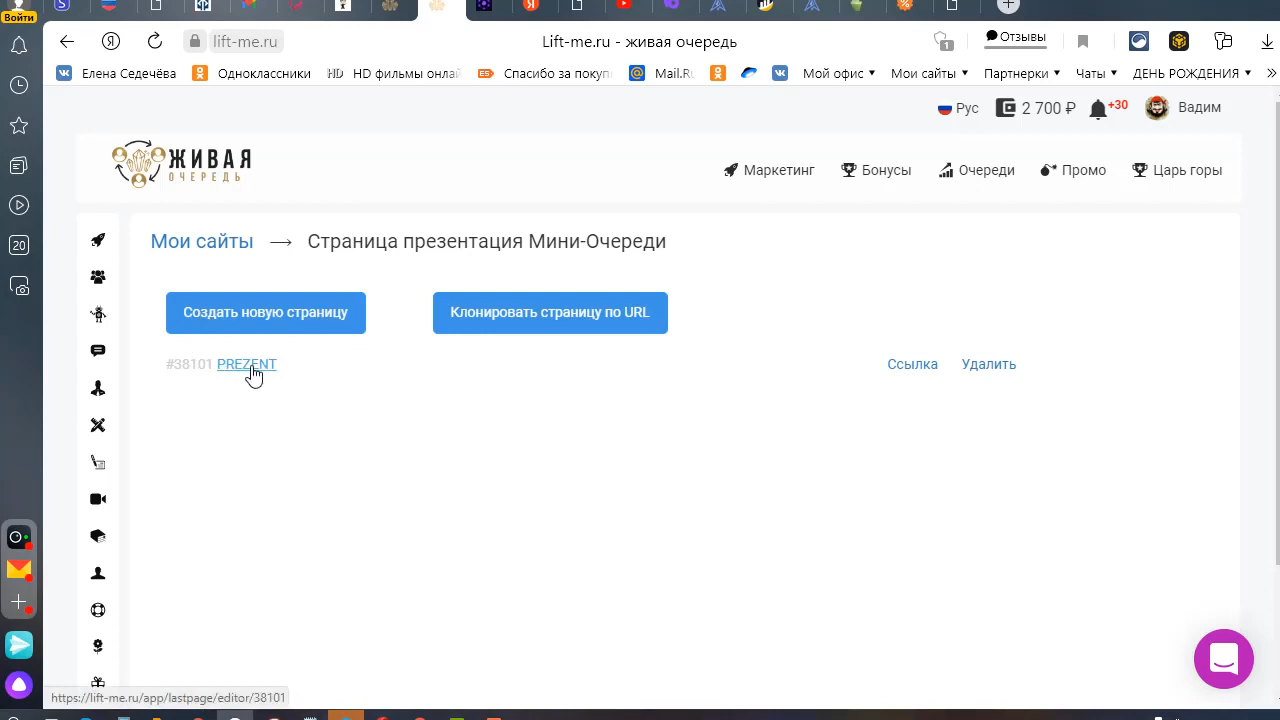 Войти
lift-me.ru
Lift-me.ru - живая очередь
1
Отзывы
Елена Седечёва
Одноклассники
HD HD фильмы онлай
ES Спасибо за покуп
Mail.Ru
Мой офис
Мои сайты
Партнерки
Чаты
ДЕНЬ РОЖДЕНИЯ
»
Рус
2 700 ₽
+30
Вадим
ЖИВАЯ
ОЧЕРЕДЬ
Маркетинг
Бонусы
Очереди
Промо
Царь горы
20
Мои сайты → Страница презентация Мини-Очереди
Создать новую страницу
Клонировать страницу по URL
#38101 PREZENT
Ссылка
Удалить
https://lift-me.ru/app/lastpage/editor/38101